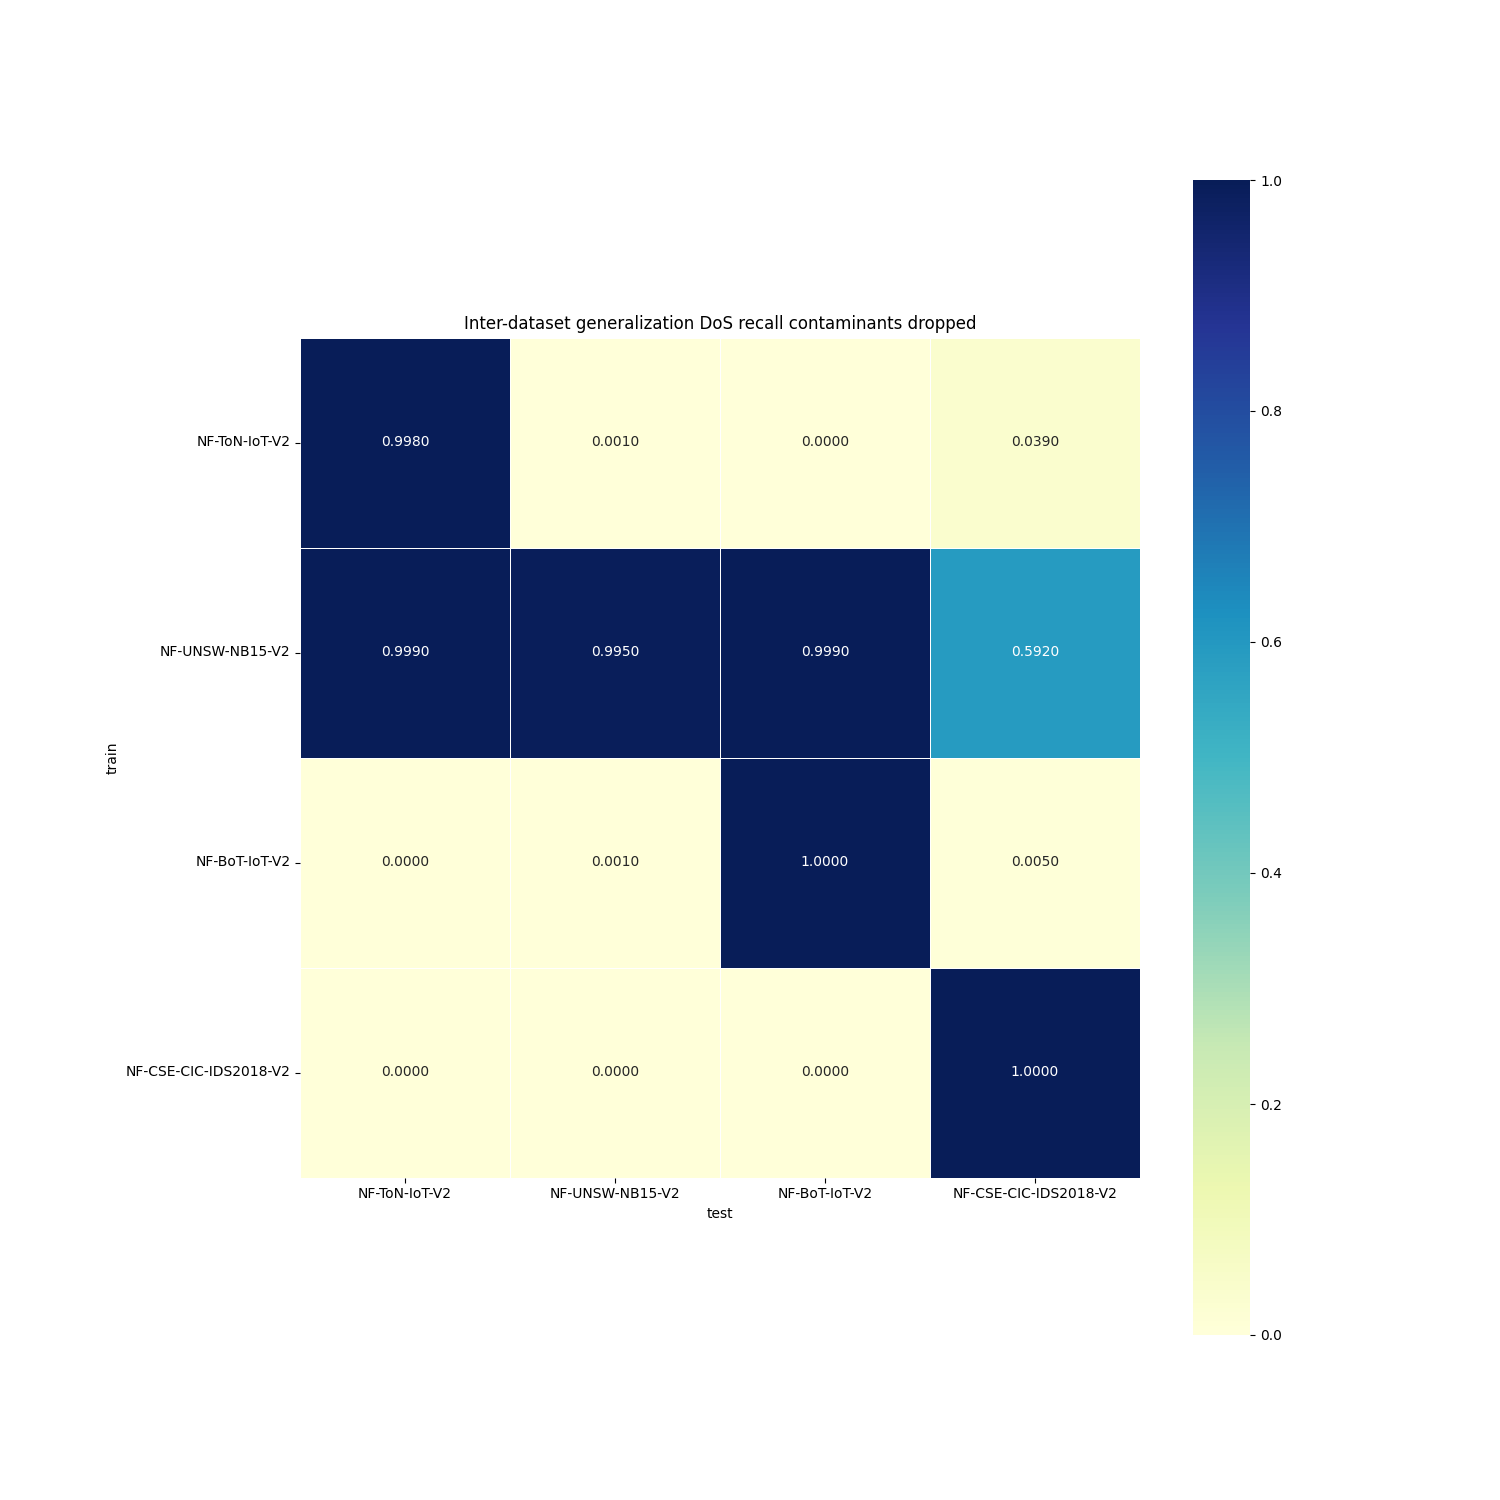 Inter-dataset generalization DoS recall contaminants dropped
train
NF-ToN-IoT-V2
0.9980
0.0010
0.0000
0.0390
NF-UNSW-NB15-V2
0.9990
0.9950
0.9990
0.5920
NF-BoT-IoT-V2
0.0000
0.0010
1.0000
0.0050
NF-CSE-CIC-IDS2018-V2
0.0000
0.0000
0.0000
1.0000
NF-ToN-IoT-V2
NF-UNSW-NB15-V2
NF-BoT-IoT-V2
NF-CSE-CIC-IDS2018-V2
test
1.0
0.8
0.6
0.4
0.2
0.0